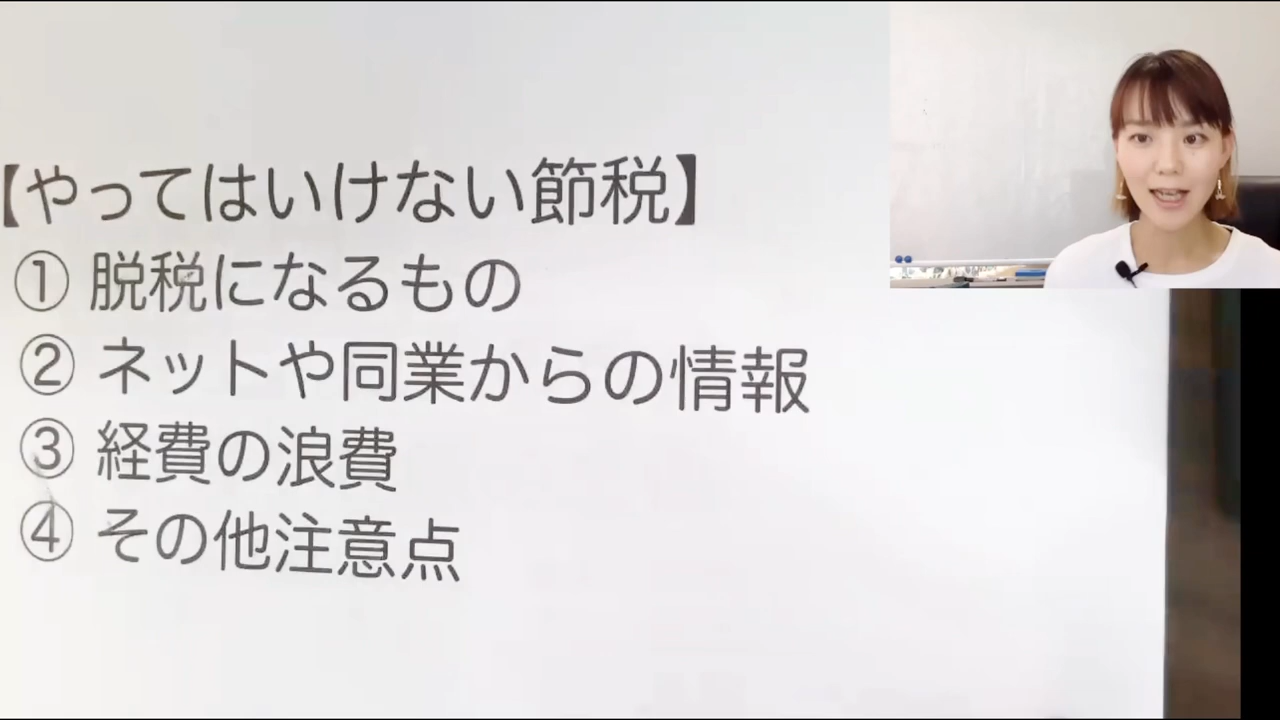 【やってはいけない節税】
① 脱税になるもの
② ネットや同業からの情報
③ 経費の浪費
④ その他注意点